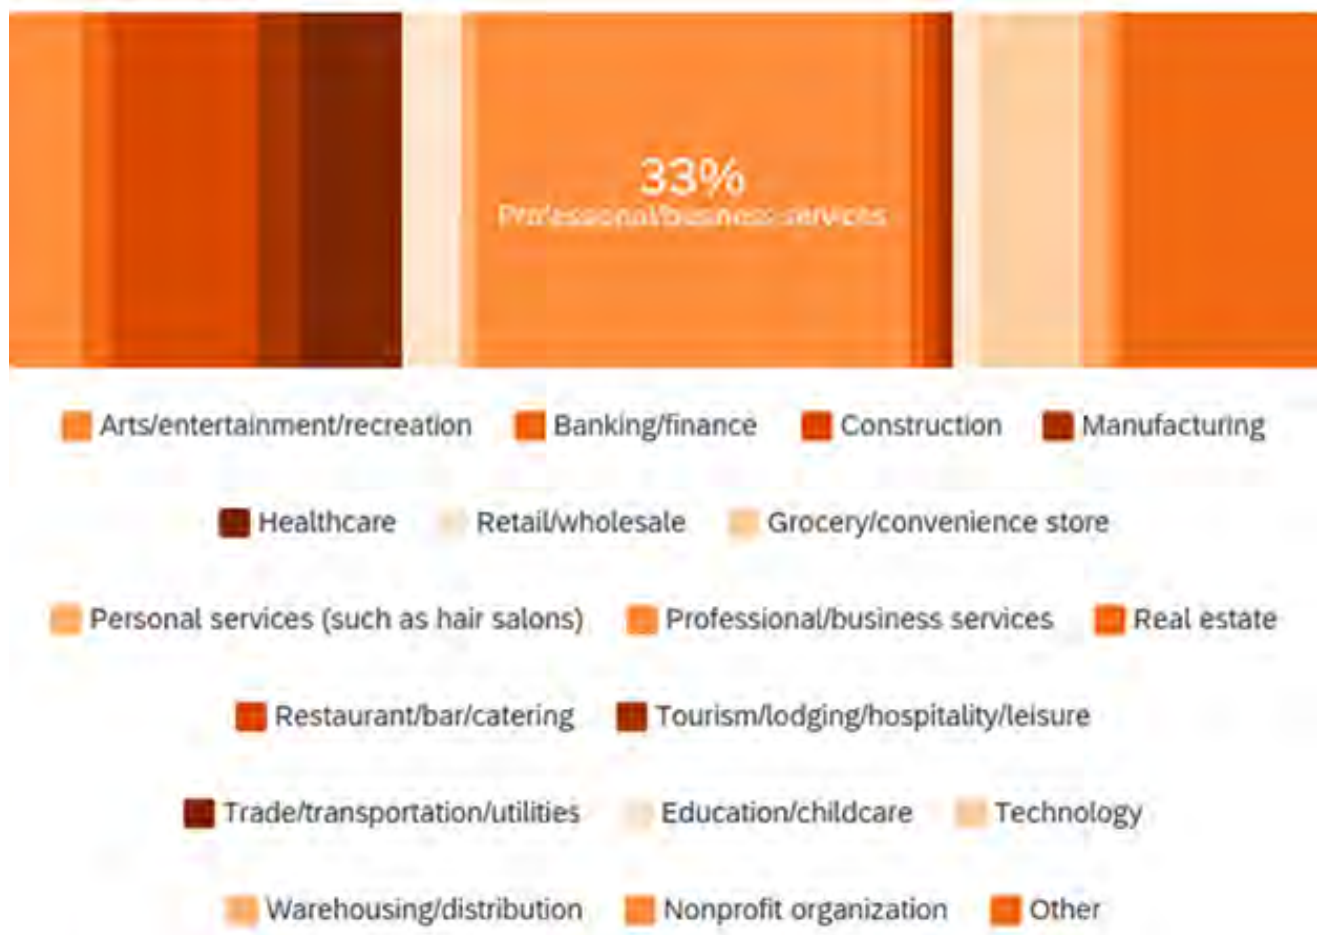 33%
Professional/business services
Arts/entertainment/recreation Banking/finance Construction Manufacturing
Healthcare Retail/wholesale Grocery/convenience store
Personal services (such as hair salons) Professional/business services Real estate
Restaurant/bar/catering Tourism/lodging/hospitality/leisure
Trade/transportation/utilities Education/childcare Technology
Warehousing/distribution Nonprofit organization Other